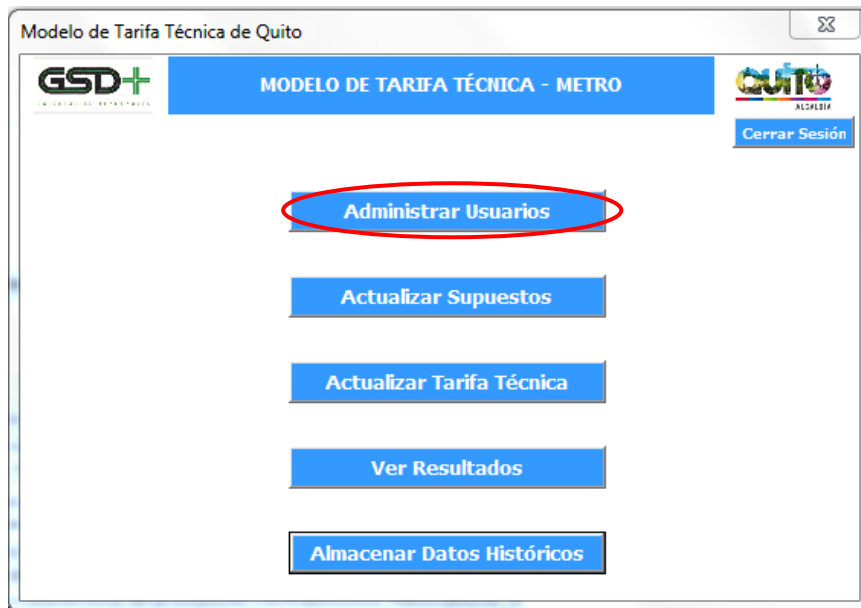 Modelo de Tarifa Técnica de Quito
GSD+
MODELO DE TARIFA TÉCNICA - METRO
QUITO
ALCALDÍA
Cerrar Sesión
Administrar Usuarios
Actualizar Supuestos
Actualizar Tarifa Técnica
Ver Resultados
Almacenar Datos Históricos